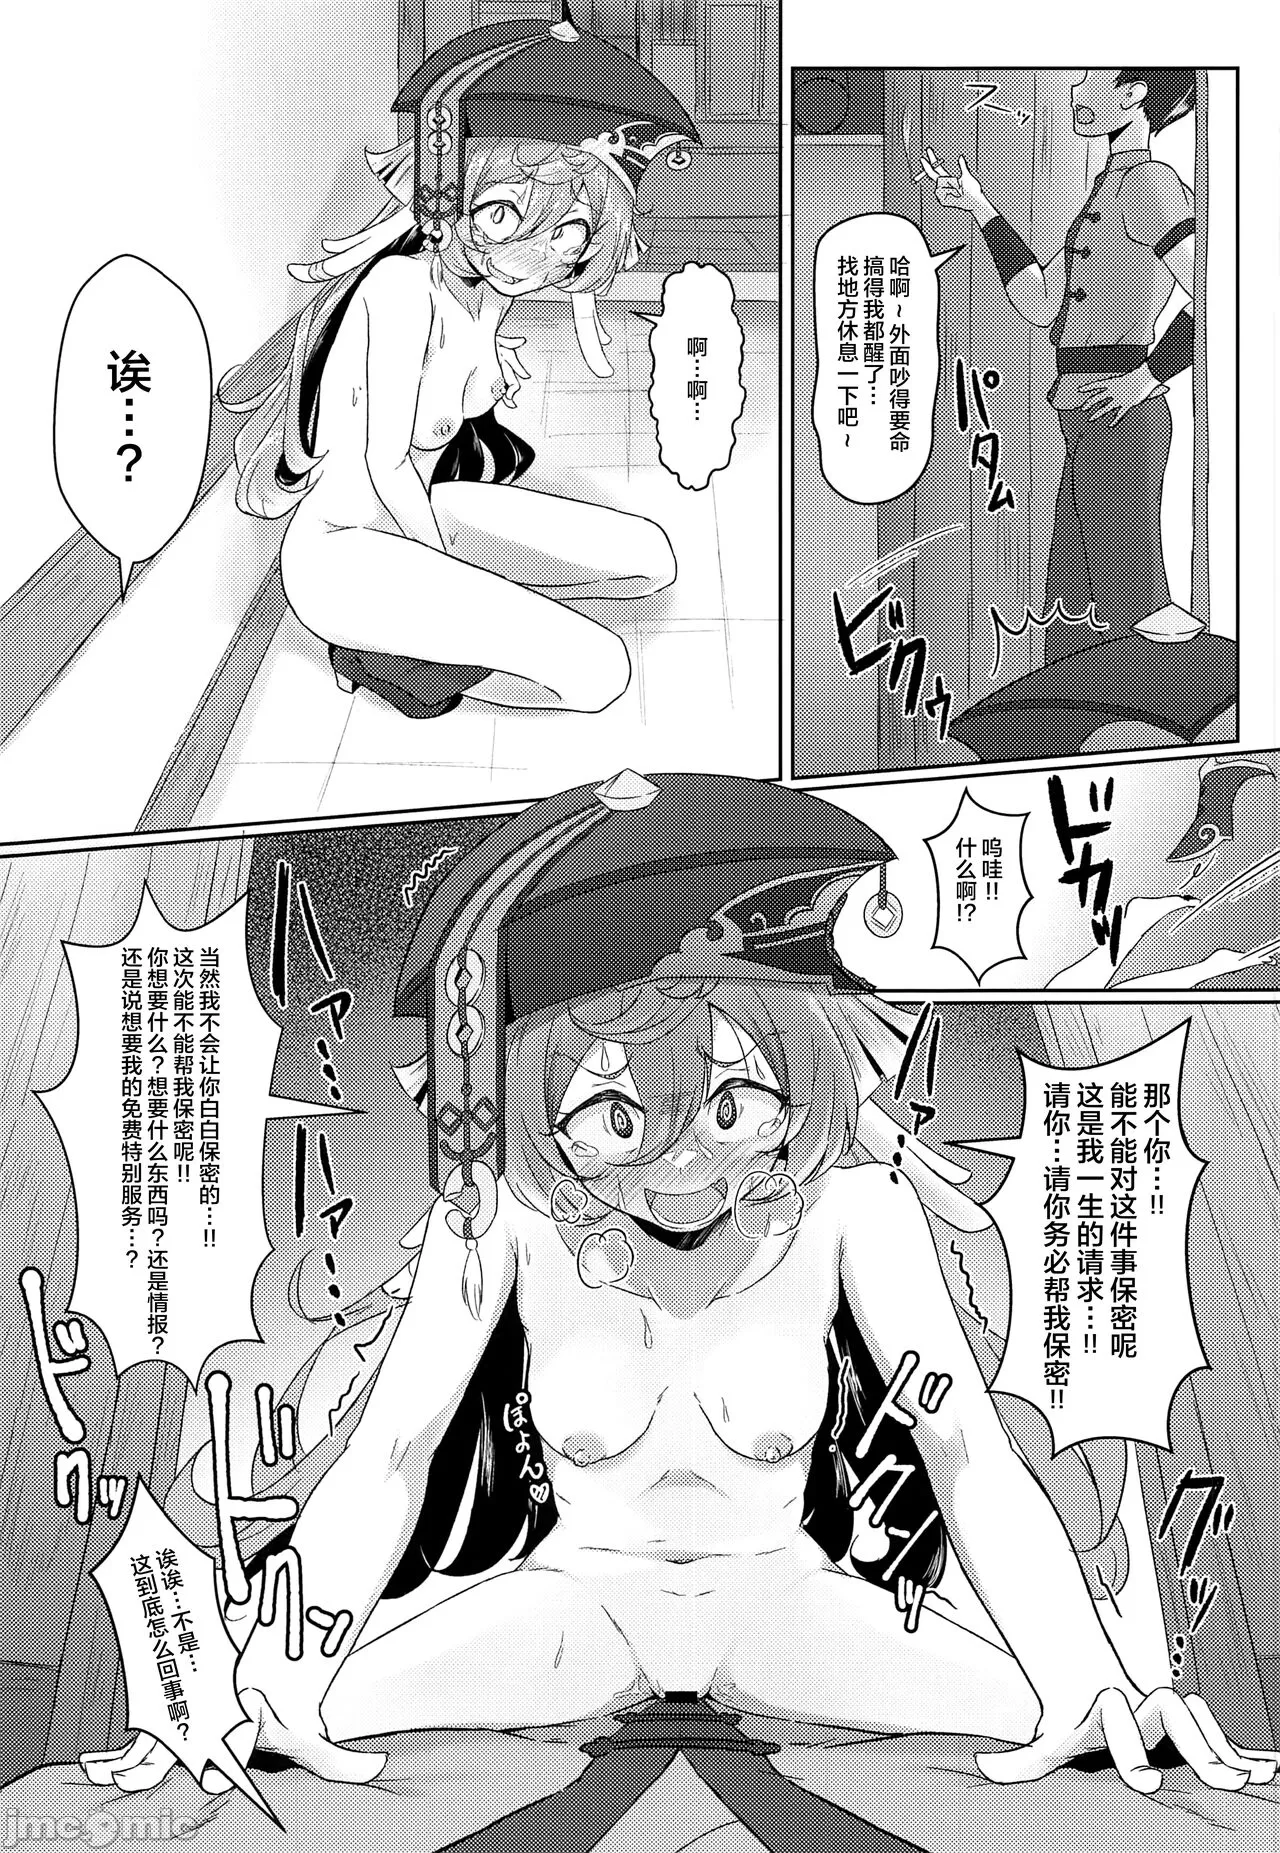 哈啊~外面吵得要命
搞得我都醒了…
找地方休息一下吧~
スッ
パタム
ビクゥ
啊…啊…
诶…?
ドカッ
呜哇!!
什么啊!?
那个你…!!
能不能对这件事保密呢
这是我一生的请求…!!
请你…请你务必帮我保密!!
当然我不会让你白白保密的…!!
这次能不能帮我保密呢!!
你想要什么?想要什么东西吗?还是情报?
还是说想要我的免费特别服务…?
ハァ…
ハァ…
ぽよん
ドクッ
ドクンッ
诶诶…不是…
这到底怎么回事啊?
jmcomic